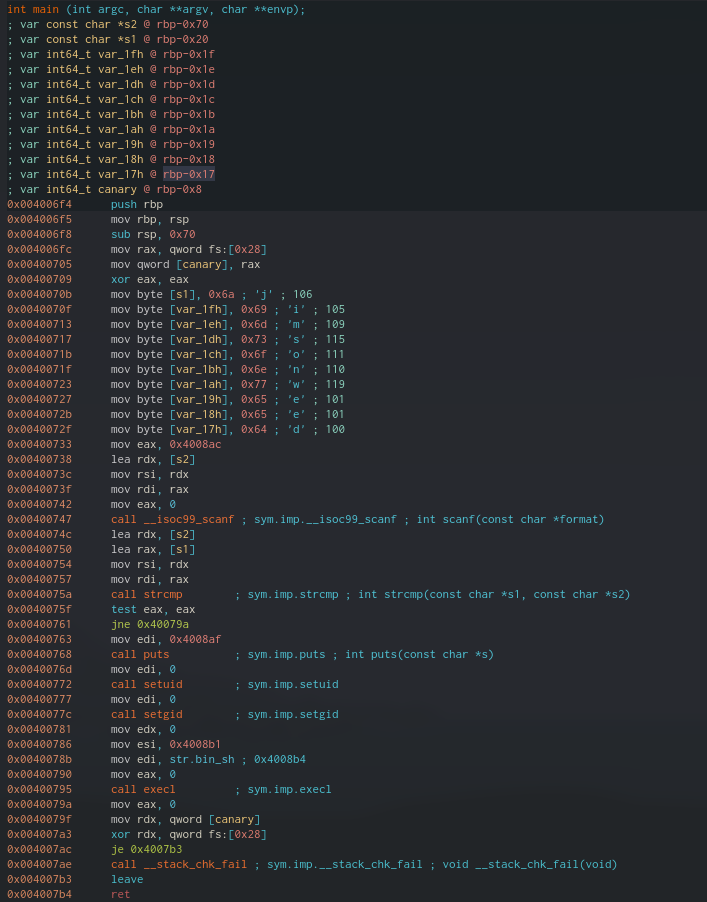 int main (int argc, char **argv, char **envp);
; var const char *s2 @ rbp-0x70
; var const char *s1 @ rbp-0x20
; var int64_t var_1fh @ rbp-0x1f
; var int64_t var_1eh @ rbp-0x1e
; var int64_t var_1dh @ rbp-0x1d
; var int64_t var_1ch @ rbp-0x1c
; var int64_t var_1bh @ rbp-0x1b
; var int64_t var_1ah @ rbp-0x1a
; var int64_t var_19h @ rbp-0x19
; var int64_t var_18h @ rbp-0x18
; var int64_t var_17h @ rbp-0x17
; var int64_t canary @ rbp-0x8
0x004006f4 push rbp
0x004006f5 mov rbp, rsp
0x004006f8 sub rsp, 0x70
0x004006fc mov rax, qword fs:[0x28]
0x00400705 mov qword [canary], rax
0x00400709 xor eax, eax
0x0040070b mov byte [s1], 0x6a ; 'j' ; 106
0x0040070f mov byte [var_1fh], 0x69 ; 'i' ; 105
0x00400713 mov byte [var_1eh], 0x6d ; 'm' ; 109
0x00400717 mov byte [var_1dh], 0x73 ; 's' ; 115
0x0040071b mov byte [var_1ch], 0x6f ; 'o' ; 111
0x0040071f mov byte [var_1bh], 0x6e ; 'n' ; 110
0x00400723 mov byte [var_1ah], 0x77 ; 'w' ; 119
0x00400727 mov byte [var_19h], 0x65 ; 'e' ; 101
0x0040072b mov byte [var_18h], 0x65 ; 'e' ; 101
0x0040072f mov byte [var_17h], 0x64 ; 'd' ; 100
0x00400733 mov eax, 0x4008ac
0x00400738 lea rdx, [s2]
0x0040073c mov rsi, rdx
0x0040073f mov rdi, rax
0x00400742 mov eax, 0
0x00400747 call __isoc99_scanf ; sym.imp.__isoc99_scanf ; int scanf(const char *format)
0x0040074c lea rdx, [s2]
0x00400750 lea rax, [s1]
0x00400754 mov rsi, rdx
0x00400757 mov rdi, rax
0x0040075a call strcmp ; sym.imp.strcmp ; int strcmp(const char *s1, const char *s2)
0x0040075f test eax, eax
0x00400761 jne 0x40079a
0x00400763 mov edi, 0x4008af
0x00400768 call puts ; sym.imp.puts ; int puts(const char *s)
0x0040076d mov edi, 0
0x00400772 call setuid ; sym.imp.setuid
0x00400777 mov edi, 0
0x0040077c call setgid ; sym.imp.setgid
0x00400781 mov edx, 0
0x00400786 mov esi, 0x4008b1
0x0040078b mov edi, str.bin_sh ; 0x4008b4
0x00400790 mov eax, 0
0x00400795 call execl ; sym.imp.execl
0x0040079a mov eax, 0
0x0040079f mov rdx, qword [canary]
0x004007a3 xor rdx, qword fs:[0x28]
0x004007ac je 0x4007b3
0x004007ae call __stack_chk_fail ; sym.imp.__stack_chk_fail ; void __stack_chk_fail(void)
0x004007b3 leave
0x004007b4 ret